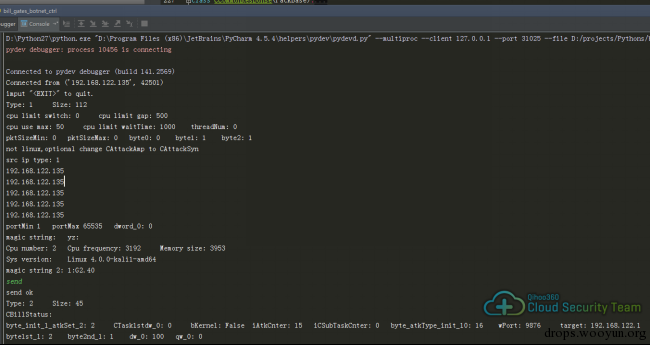 bill_gates_botnet_ctrl
bugger Console
D:\Python27\python.exe "D:\Program Files (x86)\JetBrains\PyCharm 4.5.4\helpers\pydev\pydevd.py" --multiproc --client 127.0.0.1 --port 31025 --file D:/projects/Pythons/
pydev debugger: process 10456 is connecting
Connected to pydev debugger (build 141.2569)
Connected from ('192.168.122.135', 42501)
input "<EXIT>" to quit.
Type: 1 Size: 112
cpu limit switch: 0 cpu limit gap: 500
cpu use max: 50 cpu limit waitTime: 1000 threadNum: 0
pktSizeMin: 0 pktSizeMax: 0 byte0: 0 byte1: 1 byte2: 1
not linux,optional change CAttackAmp to CAttackSyn
src ip type: 1
192.168.122.135
192.168.122.135
192.168.122.135
192.168.122.135
192.168.122.135
portMin 1 portMax 65535 dword_0: 0
magic string: yz:
Cpu number: 2 Cpu frequency: 3192 Memory size: 3953
Sys version: Linux 4.0.0-kali1-amd64
magic string 2: 1:G2.40
send
send ok
Type: 2 Size: 45
CBillStatus:
byte_init_1_atkSet_2: 2 CTasklstdw_0: 0 bKernel: False iAtkCnter: 15 iCSubTaskCnter: 0 byte_atkType_init_10: 16 wPort: 9876 target: 192.168.122.1
byte1st_1: 2 byte2nd_1: 1 dw_0: 100 qw_0: 0
Qihoo360
Cloud Security Team
drops.wooyun.org